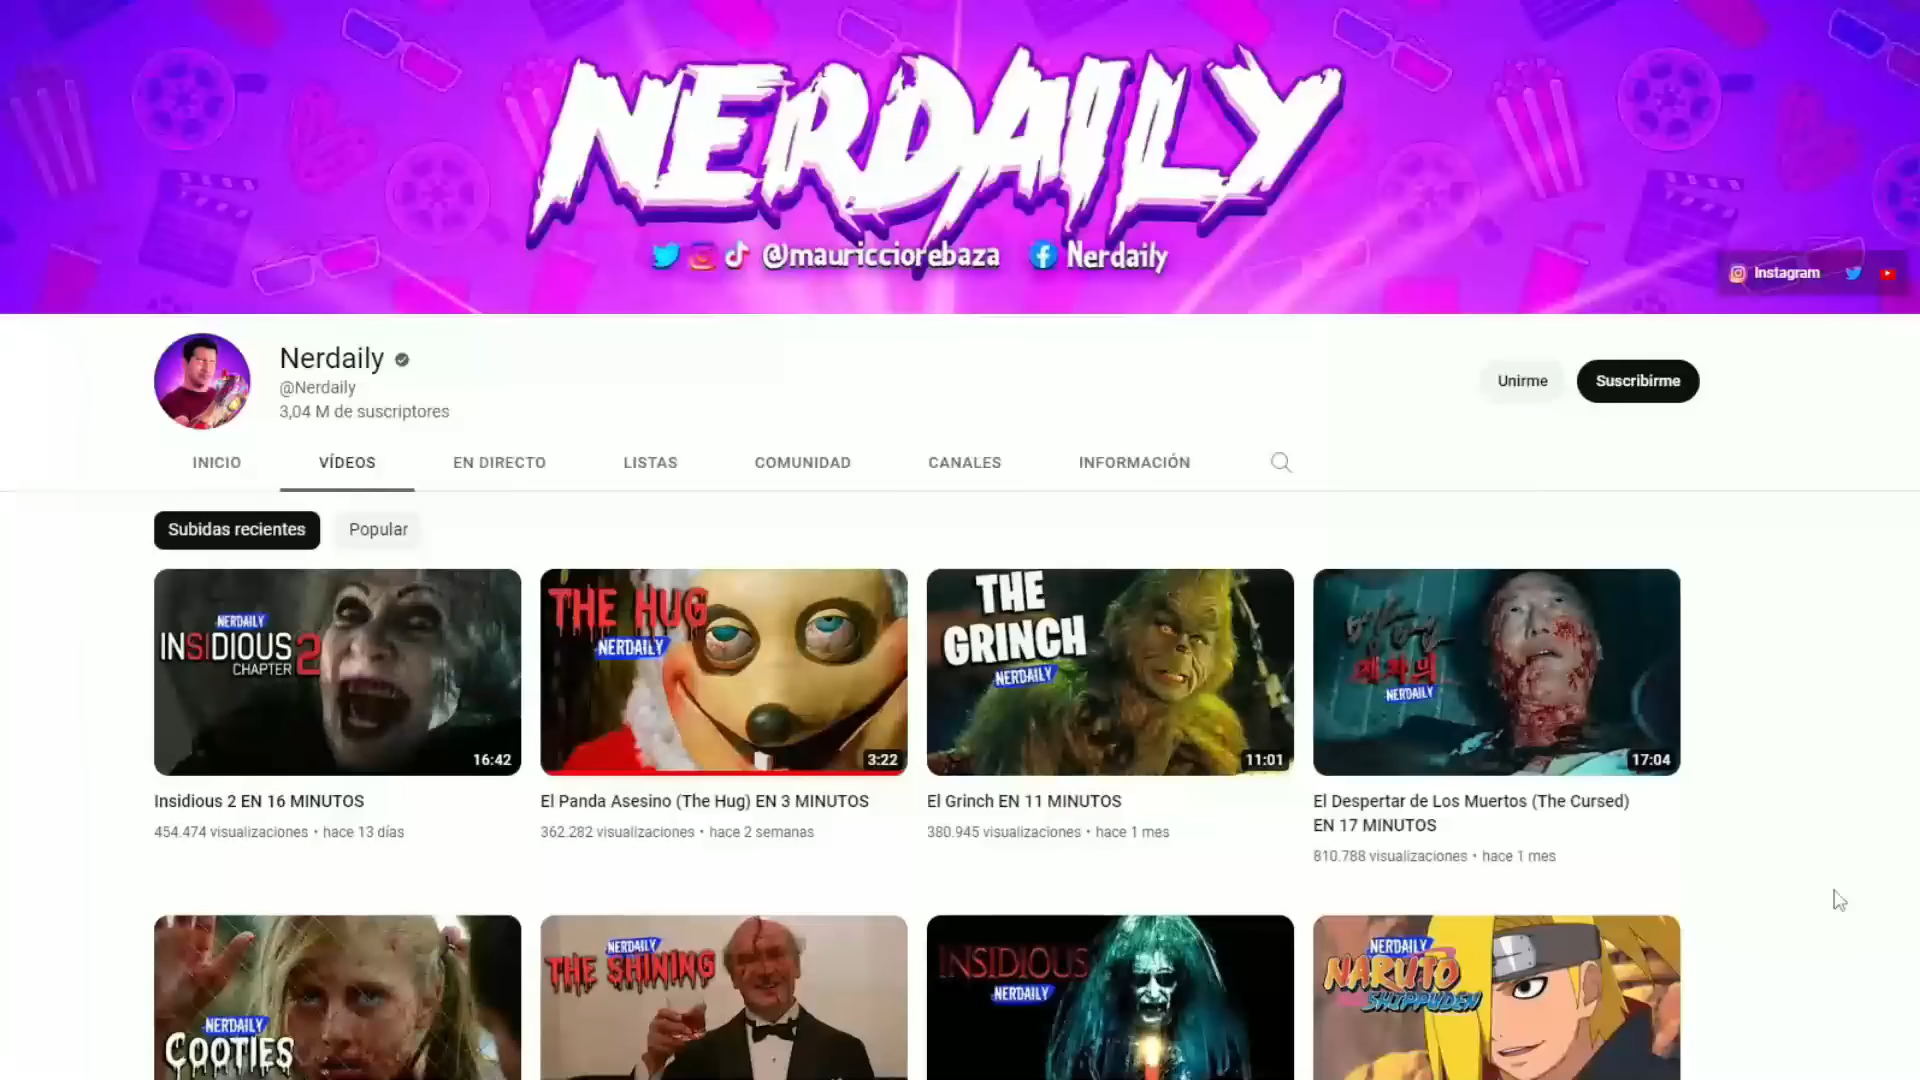 NERDAILY
@mauricciorebaza Nerdaily
Instagram
Nerdaily
@Nerdaily
3,04 M de suscriptores
Unirme
Suscribirme
INICIO
VÍDEOS
EN DIRECTO
LISTAS
COMUNIDAD
CANALES
INFORMACIÓN
Subidas recientes
Popular
NERDAILY
INSIDIOUS
CHAPTER 2
16:42
THE HUG
NERDAILY
3:22
THE
GRINCH
NERDAILY
11:01
NERDAILY
17:04
Insidious 2 EN 16 MINUTOS
454.474 visualizaciones • hace 13 días
El Panda Asesino (The Hug) EN 3 MINUTOS
362.282 visualizaciones • hace 2 semanas
El Grinch EN 11 MINUTOS
380.945 visualizaciones • hace 1 mes
El Despertar de Los Muertos (The Cursed)
EN 17 MINUTOS
810.788 visualizaciones • hace 1 mes
NERDAILY
COOTIES
NERDAILY
THE SHINING
INSIDIOUS
NERDAILY
NERDAILY
NARUTO
SHIPPUDEN